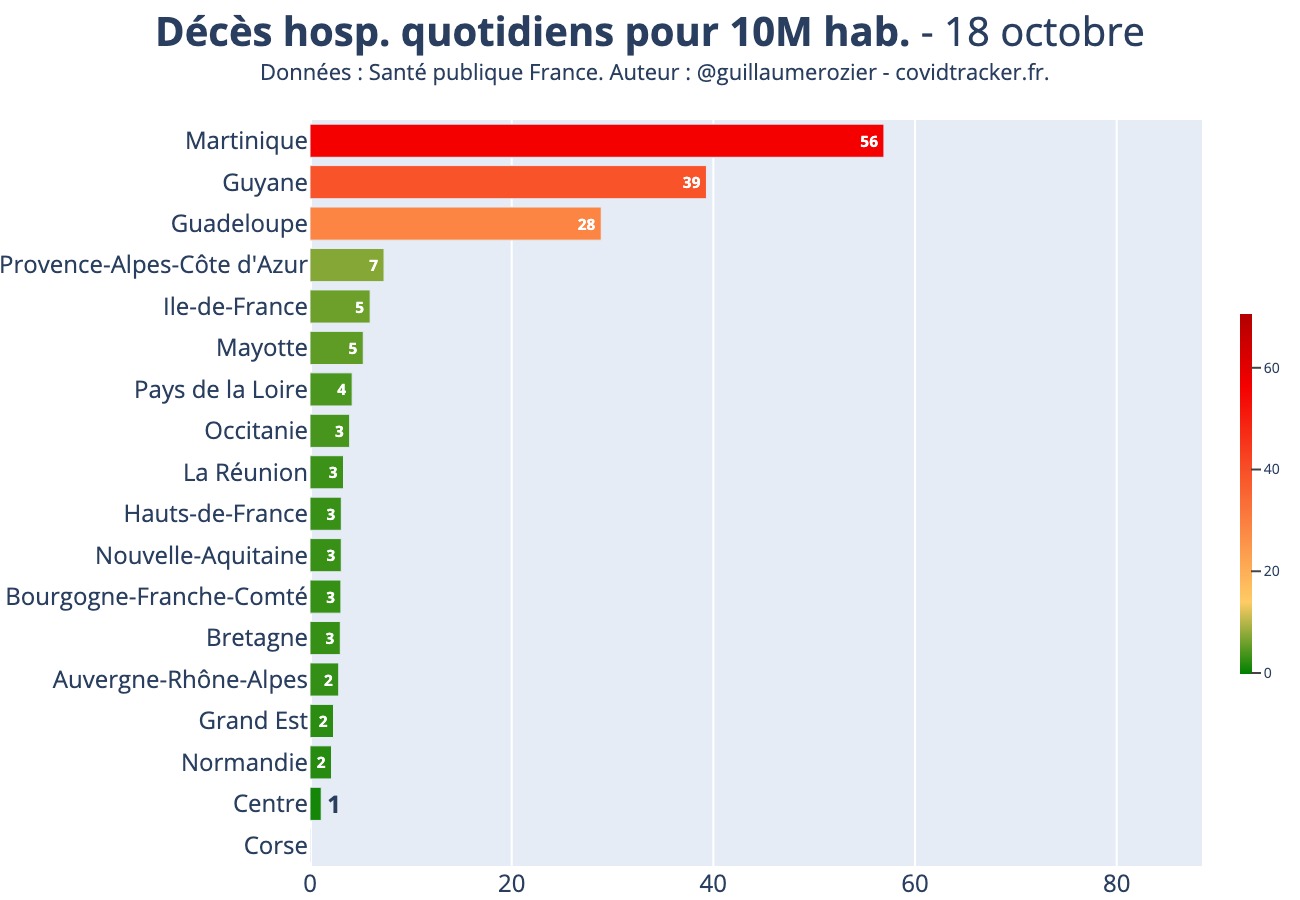 Décès hosp. quotidiens pour 10M hab. - 18 octobre
Données : Santé publique France. Auteur : @guillaumerozier - covidtracker.fr.
Martinique 56
Guyane 39
Guadeloupe 28
Provence-Alpes-Côte d'Azur 7
Ile-de-France 5
Mayotte 5
Pays de la Loire 4
Occitanie 3
La Réunion 3
Hauts-de-France 3
Nouvelle-Aquitaine 3
Bourgogne-Franche-Comté 3
Bretagne 3
Auvergne-Rhône-Alpes 2
Grand Est 2
Normandie 2
Centre 1
Corse
0 20 40 60 80
60
40
20
0